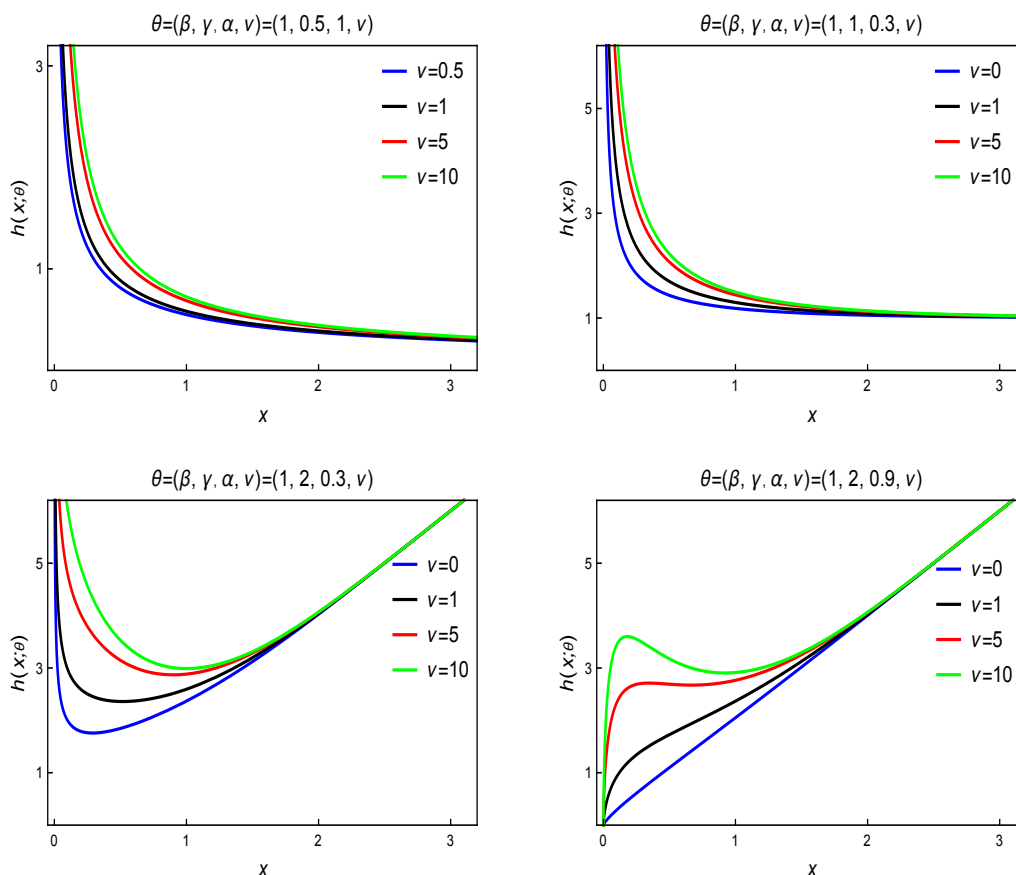 θ=(β, γ, α, ν)=(1, 0.5, 1, ν)
h(x;θ)
3
1
ν=0.5
ν=1
ν=5
ν=10
0 1 2 3
x
θ=(β, γ, α, ν)=(1, 1, 0.3, ν)
h(x;θ)
5
3
1
ν=0
ν=1
ν=5
ν=10
0 1 2 3
x
θ=(β, γ, α, ν)=(1, 2, 0.3, ν)
h(x;θ)
5
3
1
ν=0
ν=1
ν=5
ν=10
0 1 2 3
x
θ=(β, γ, α, ν)=(1, 2, 0.9, ν)
h(x;θ)
5
3
1
ν=0
ν=1
ν=5
ν=10
0 1 2 3
x